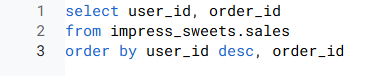 1 select user_id, order_id
2 from impress_sweets.sales
3 order by user_id desc, order_id